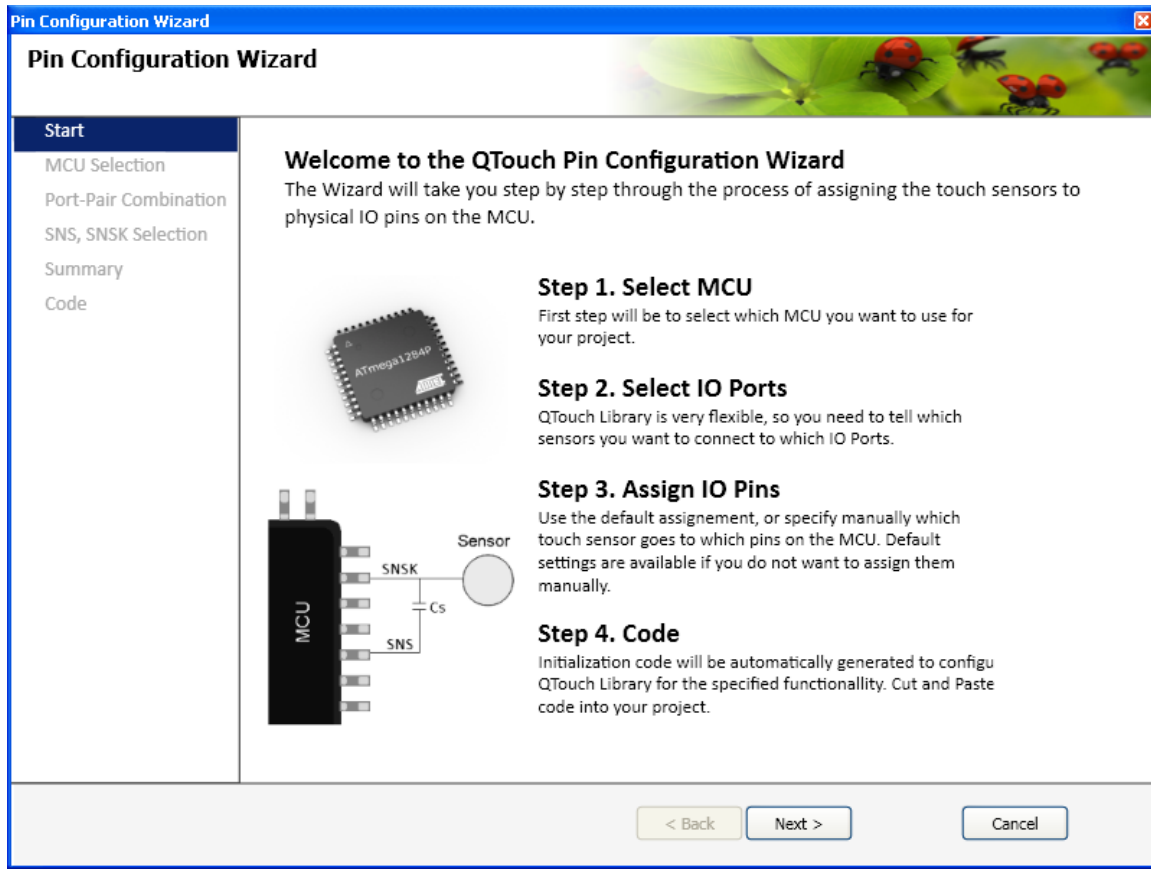 Pin Configuration Wizard
Pin Configuration Wizard
Start
MCU Selection
Port-Pair Combination
SNS, SNSK Selection
Summary
Code
Welcome to the QTouch Pin Configuration Wizard
The Wizard will take you step by step through the process of assigning the touch sensors to
physical IO pins on the MCU.
ATmega1284P
ATMEL
Step 1. Select MCU
First step will be to select which MCU you want to use for
your project.
Step 2. Select IO Ports
QTouch Library is very flexible, so you need to tell which
sensors you want to connect to which IO Ports.
Step 3. Assign IO Pins
Use the default assignement, or specify manually which
touch sensor goes to which pins on the MCU. Default
settings are available if you do not want to assign them
manually.
MCU
SNSK
Sensor
Cs
SNS
Step 4. Code
Initialization code will be automatically generated to configu
QTouch Library for the specified functionallity. Cut and Paste
code into your project.
< Back
Next >
Cancel